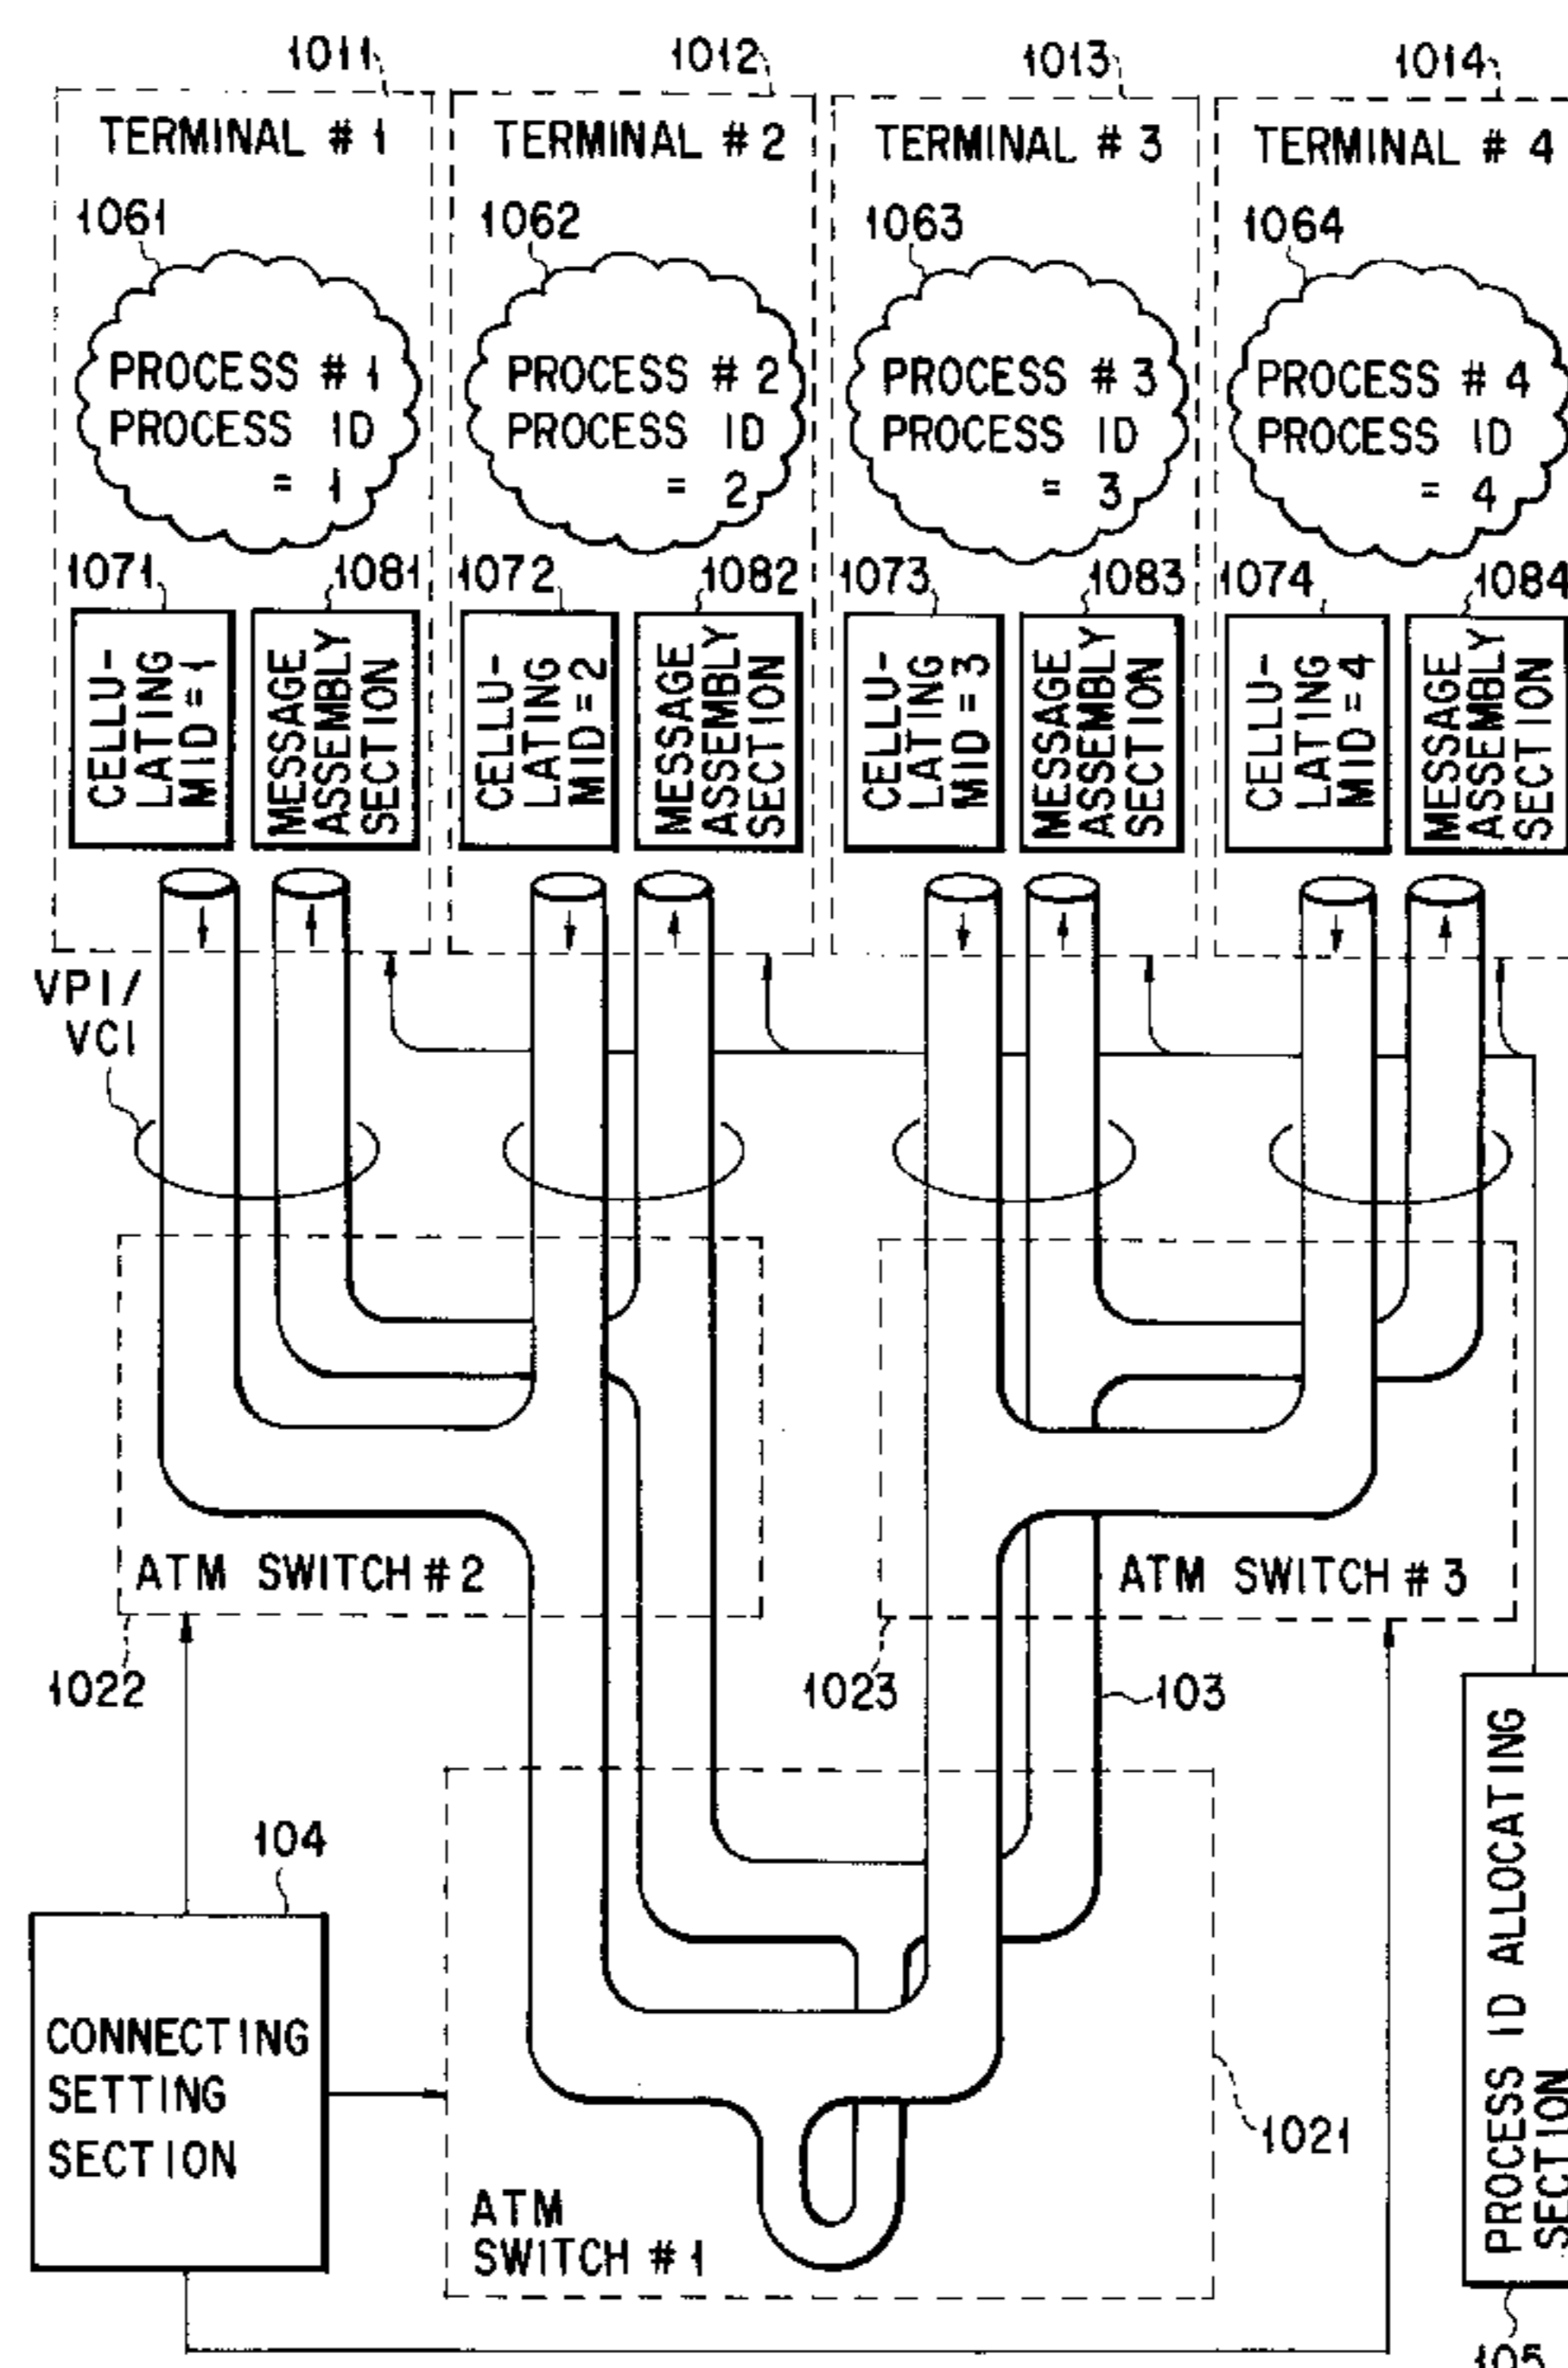 1011
1012
1013
1014
TERMINAL # 1
TERMINAL # 2
TERMINAL # 3
TERMINAL # 4
1061
1062
1063
1064
PROCESS # 1
PROCESS ID
= 1
PROCESS # 2
PROCESS ID
= 2
PROCESS # 3
PROCESS ID
= 3
PROCESS # 4
PROCESS ID
= 4
1071
1081
1072
1082
1073
1083
1074
1084
CELLU-
LATING
MID = 1
MESSAGE
ASSEMBLY
SECTION
CELLU-
LATING
MID = 2
MESSAGE
ASSEMBLY
SECTION
CELLU-
LATING
MID = 3
MESSAGE
ASSEMBLY
SECTION
CELLU-
LATING
MID = 4
MESSAGE
ASSEMBLY
SECTION
VPI/
VCI
ATM SWITCH # 2
ATM SWITCH # 3
1022
1023
103
104
CONNECTING
SETTING
SECTION
1021
ATM
SWITCH # 1
PROCESS ID ALLOCATING
SECTION
105